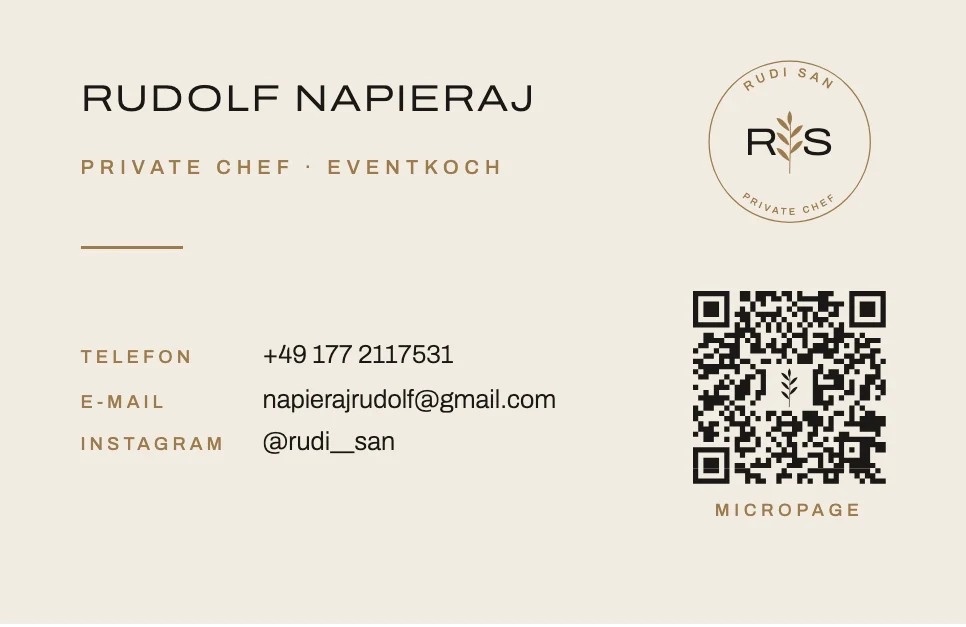 RUDOLF NAPIERAJ
PRIVATE CHEF · EVENTKOCH
RUDI SAN
R S
PRIVATE CHEF
TELEFON +49 177 2117531
E-MAIL napierajrudolf@gmail.com
INSTAGRAM @rudi__san
MICROPAGE